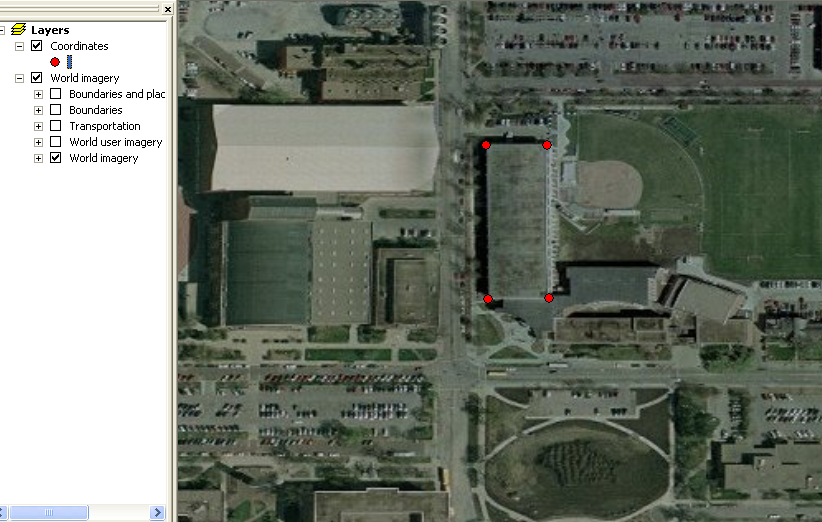 Layers
Coordinates
World imagery
Boundaries and plac
Boundaries
Transportation
World user imagery
World imagery